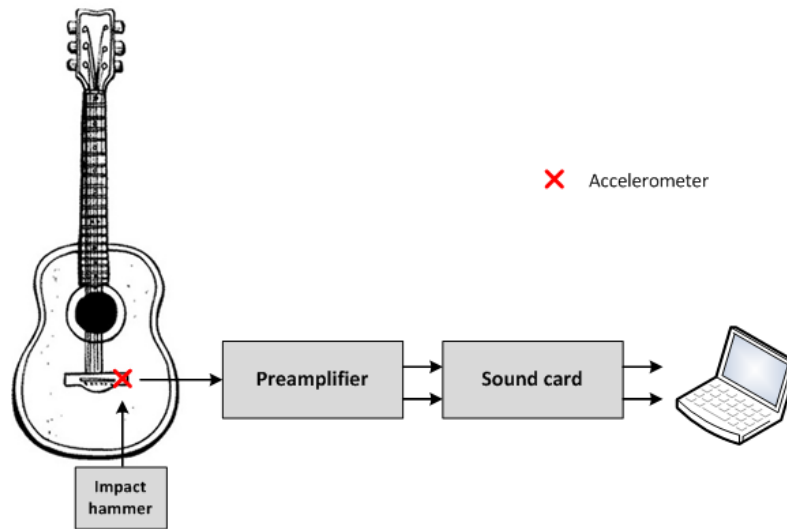 Accelerometer
Preamplifier
Sound card
Impact
hammer